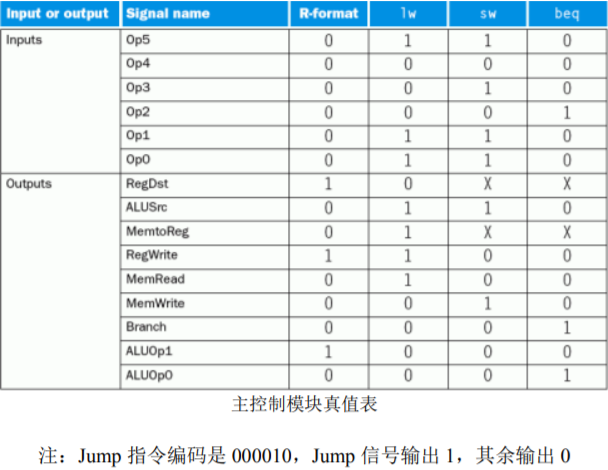 Input or output Signal name R-format lw sw beq
Inputs Op5 0 1 1 0
Op4 0 0 0 0
Op3 0 0 1 0
Op2 0 0 0 1
Op1 0 1 1 0
Op0 0 1 1 0
Outputs RegDst 1 0 X X
ALUSrc 0 1 1 0
MemtoReg 0 1 X X
RegWrite 1 1 0 0
MemRead 0 1 0 0
MemWrite 0 0 1 0
Branch 0 0 0 1
ALUOp1 1 0 0 0
ALUOp0 0 0 0 1
主控制模块真值表
注：Jump 指令编码是 000010，Jump 信号输出 1，其余输出 0